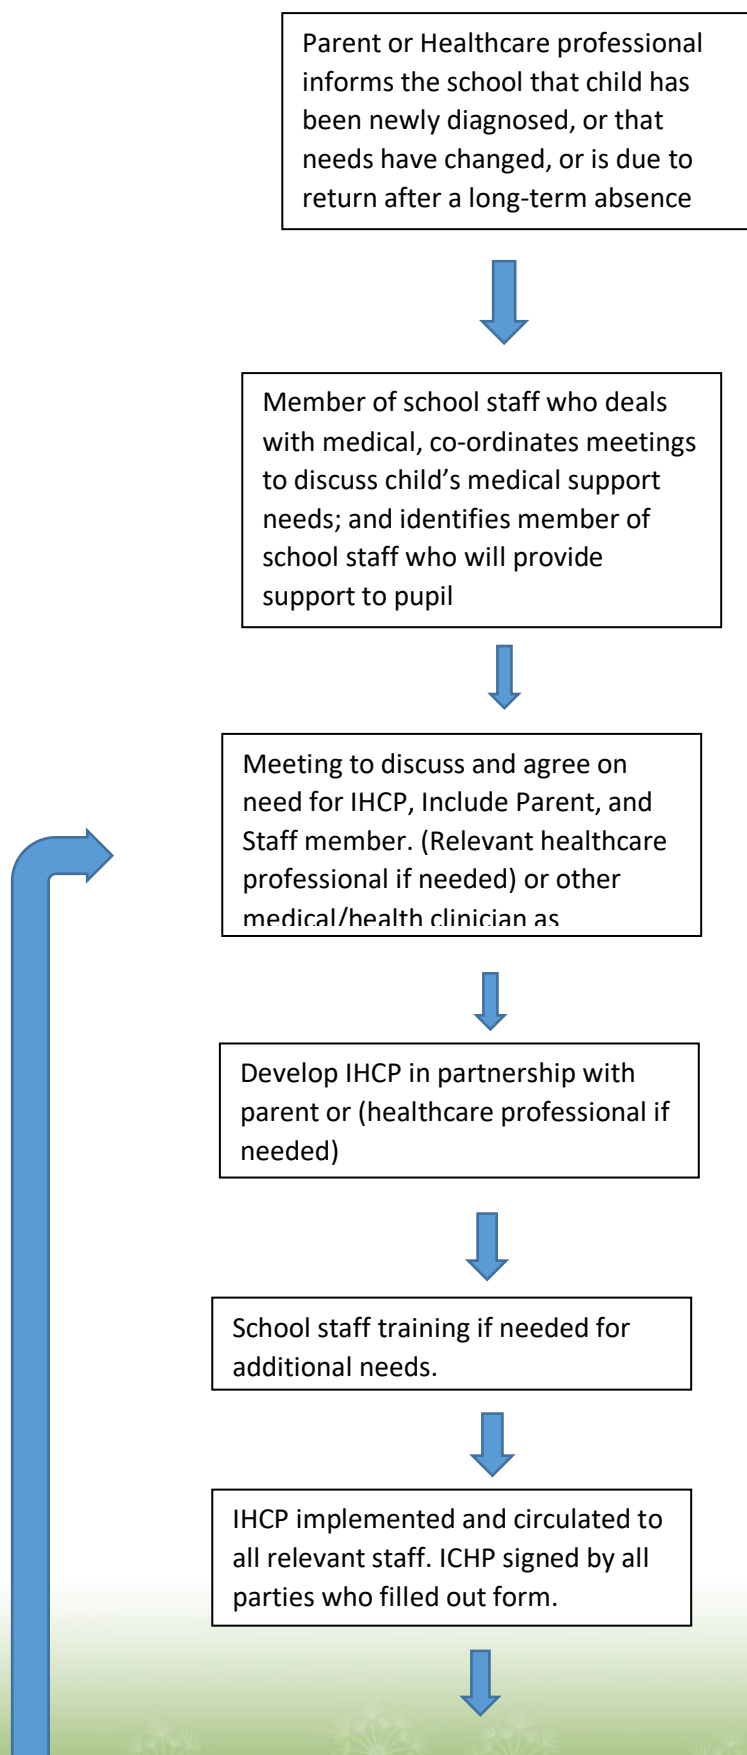 Parent or Healthcare professional
informs the school that child has
been newly diagnosed, or that
needs have changed, or is due to
return after a long-term absence
Member of school staff who deals
with medical, co-ordinates meetings
to discuss child’s medical support
needs; and identifies member of
school staff who will provide
support to pupil
Meeting to discuss and agree on
need for IHCP, Include Parent, and
Staff member. (Relevant healthcare
professional if needed) or other
medical/health clinician as
Develop IHCP in partnership with
parent or (healthcare professional if
needed)
School staff training if needed for
additional needs.
IHCP implemented and circulated to
all relevant staff. ICHP signed by all
parties who filled out form.